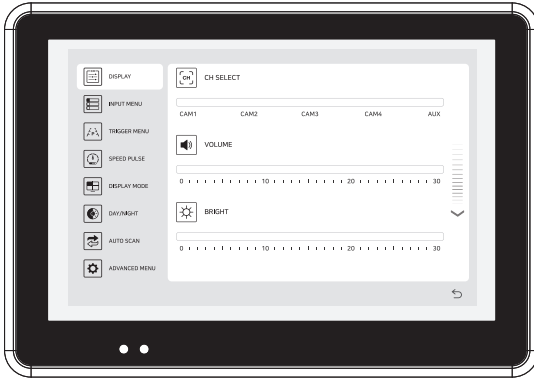 DISPLAY
INPUT MENU
TRIGGER MENU
SPEED PULSE
DISPLAY MODE
DAY/NIGHT
AUTO SCAN
ADVANCED MENU
CH
CH SELECT
CAM1 CAM2 CAM3 CAM4 AUX
VOLUME
0 10 20 30
BRIGHT
0 10 20 30